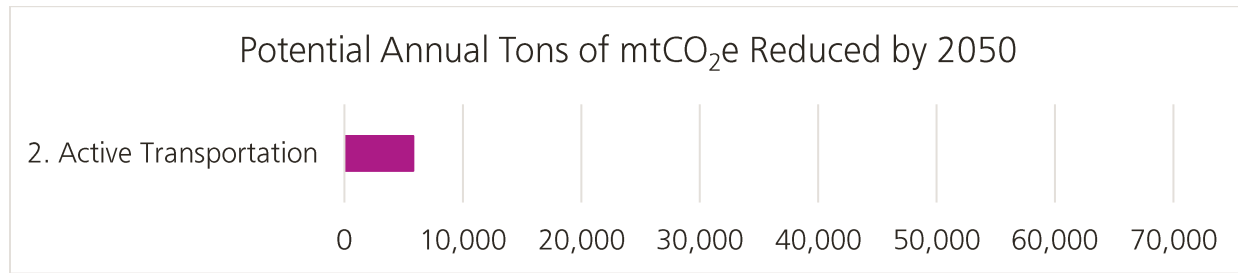 Potential Annual Tons of mtCO₂e Reduced by 2050
2. Active Transportation
0 10,000 20,000 30,000 40,000 50,000 60,000 70,000